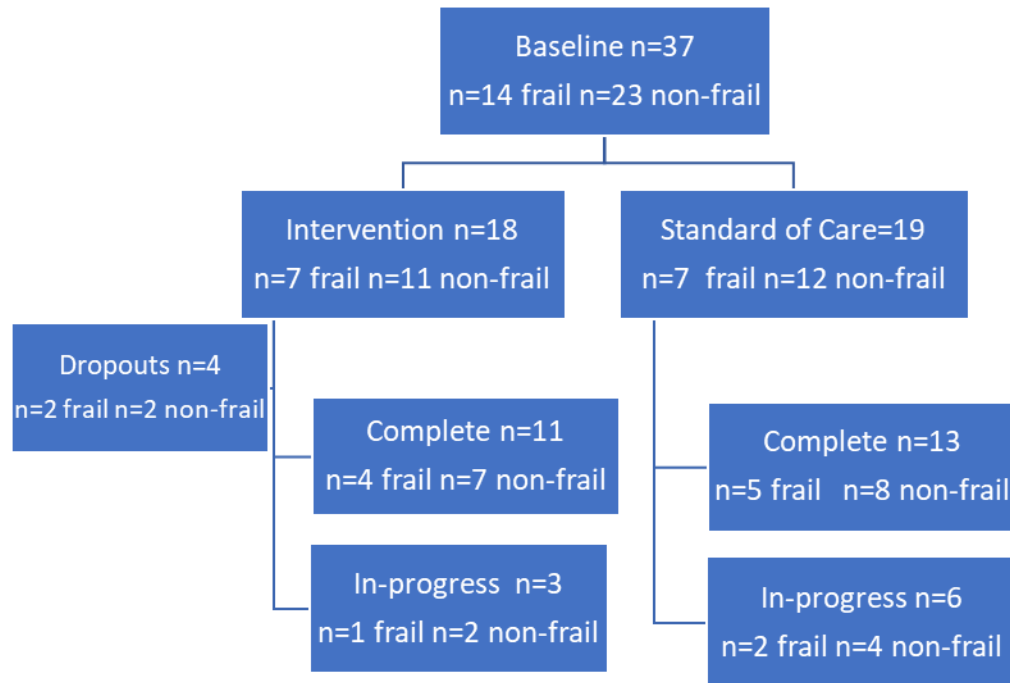 Baseline n=37
n=14 frail n=23 non-frail
Intervention n=18
n=7 frail n=11 non-frail
Standard of Care=19
n=7 frail n=12 non-frail
Dropouts n=4
n=2 frail n=2 non-frail
Complete n=11
n=4 frail n=7 non-frail
Complete n=13
n=5 frail n=8 non-frail
In-progress n=3
n=1 frail n=2 non-frail
In-progress n=6
n=2 frail n=4 non-frail